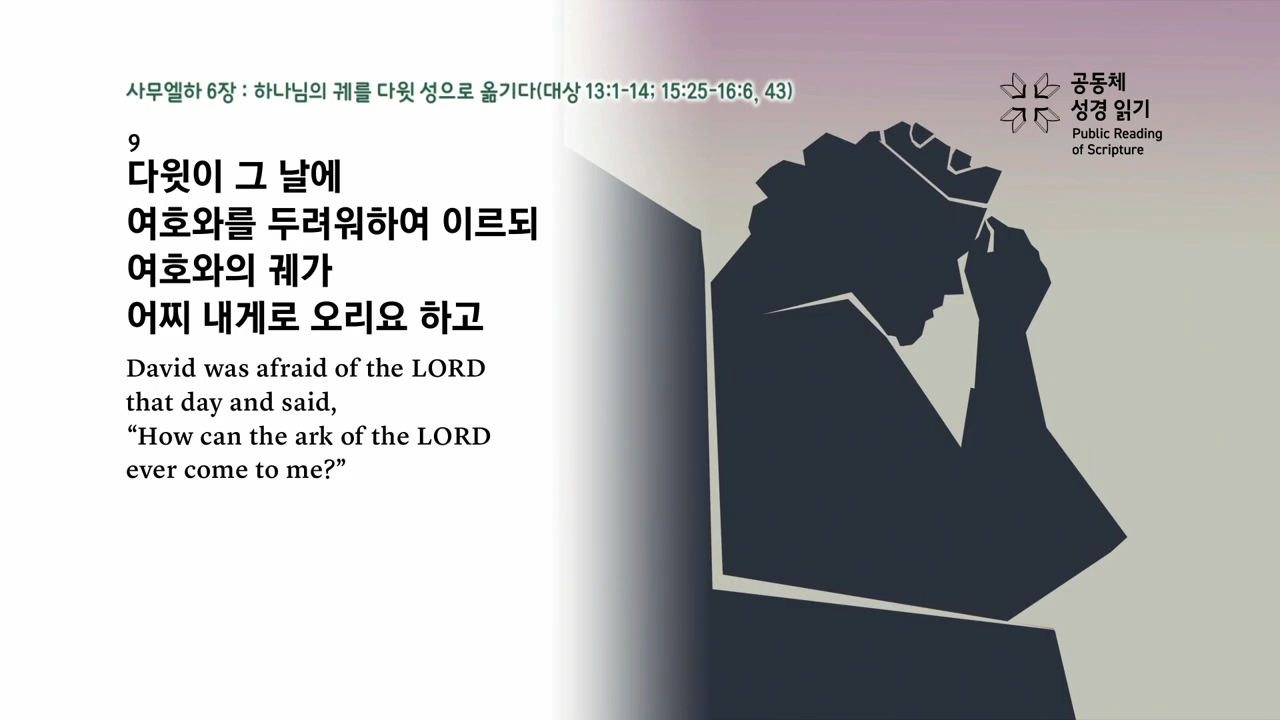 사무엘하 6장 : 하나님의 궤를 다윗 성으로 옮기다(대상 13:1-14; 15:25-16:6, 43)
공동체
성경 읽기
Public Reading
of Scripture
9
다윗이 그 날에
여호와를 두려워하여 이르되
여호와의 궤가
어찌 내게로 오리요 하고
David was afraid of the LORD
that day and said,
“How can the ark of the LORD
ever come to me?”